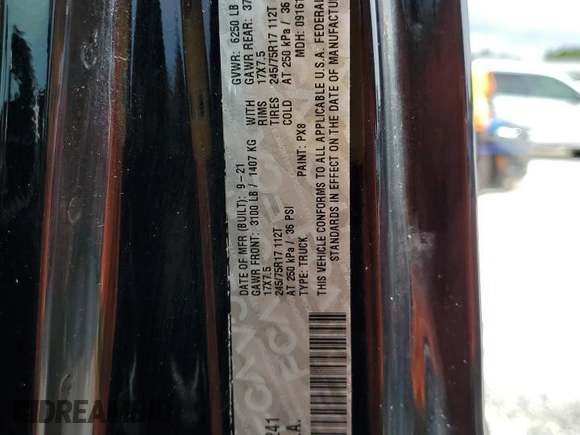 DATE OF MFR (BUILT): 9-21 GVWR: 6250 LB
GAWR FRONT: 3100 LB / 1407 KG WITH GAWR REAR: 37
17X7.5 RIMS 17X7.5
245/75R17 112T TIRES 245/75R17 112T
AT 250 kPa / 36 PSI COLD AT 250 kPa / 36
TYPE: TRUCK PAINT: PX8 MDH: 0916
THIS VEHICLE CONFORMS TO ALL APPLICABLE U.S.A. FEDERAL
STANDARDS IN EFFECT ON THE DATE OF MANUFACTUR
241
.A.
DREAMBID